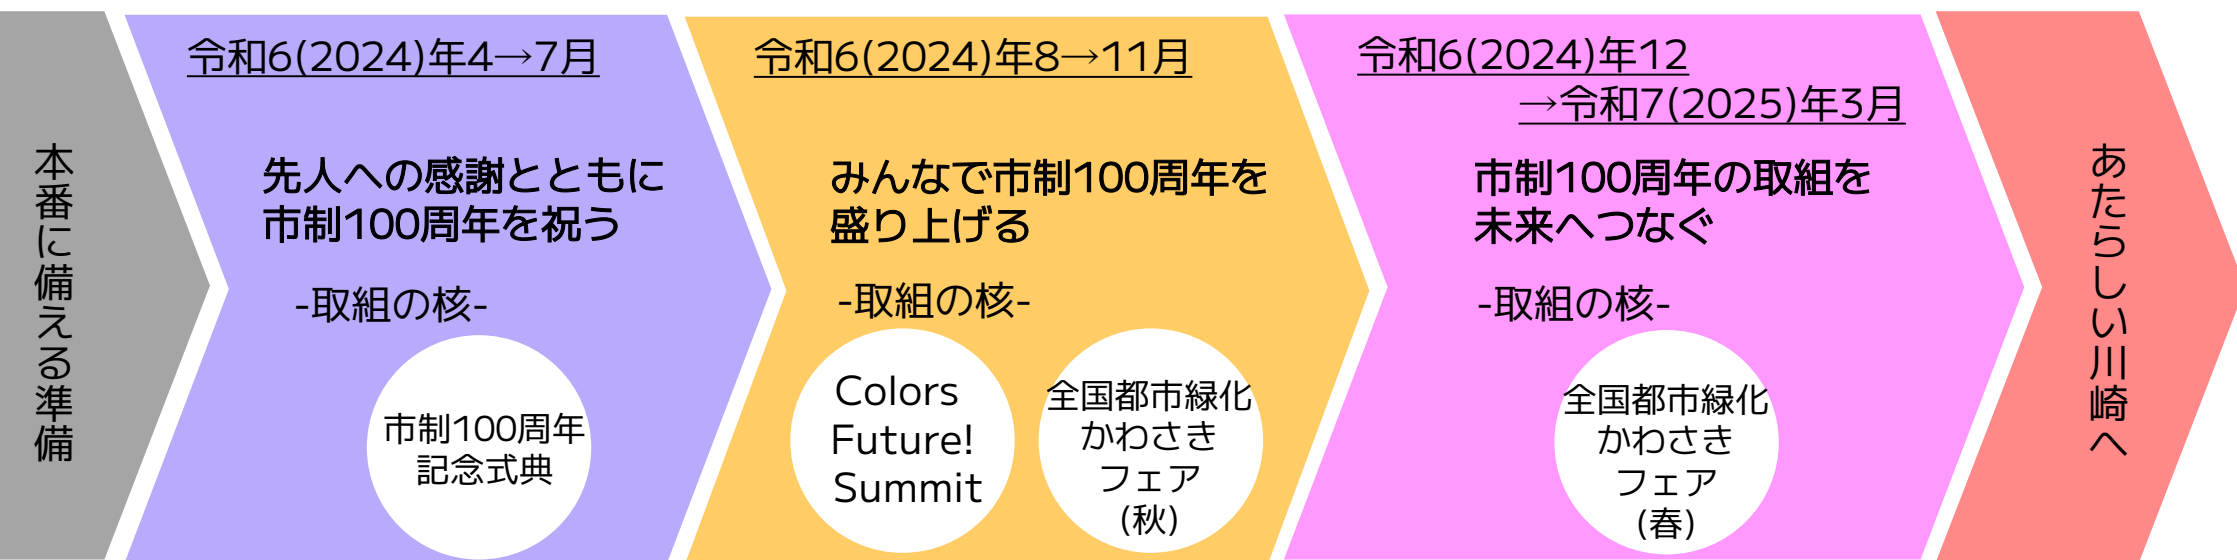 本番に備える準備
令和6(2024)年4→7月
先人への感謝とともに
市制100周年を祝う
-取組の核-
市制100周年
記念式典
令和6(2024)年8→11月
みんなで市制100周年を
盛り上げる
-取組の核-
Colors
Future!
Summit
全国都市緑化
かわさき
フェア
(秋)
令和6(2024)年12
→令和7(2025)年3月
市制100周年の取組を
未来へつなぐ
-取組の核-
全国都市緑化
かわさき
フェア
(春)
あたらしい川崎へ